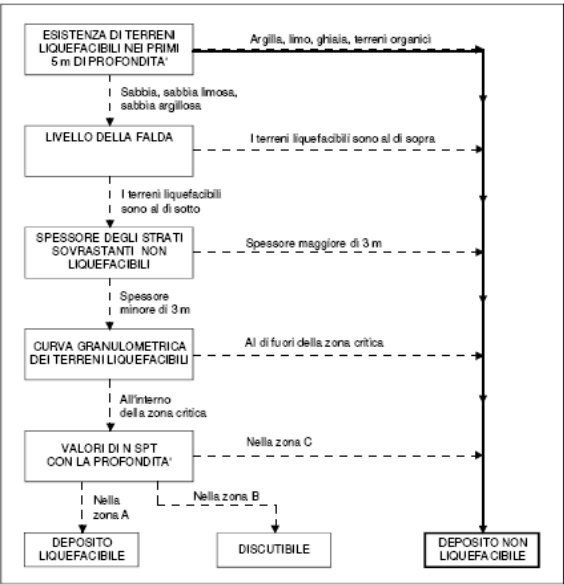 ESISTENZA DI TERRENI
LIQUEFACIBILI NEI PRIMI
5 m DI PROFONDITA'
Argilla, limo, ghiaia, terreni organici
Sabbia, sabbia limosa,
sabbia argillosa
LIVELLO DELLA FALDA
I terreni liquefacibili sono al di sopra
I terreni liquefacibili
sono al di sotto
SPESSORE DEGLI STRATI
SOVRASTANTI NON
LIQUEFACIBILI
Spessore maggiore di 3 m
Spessore
minore di 3 m
CURVA GRANULOMETRICA
DEI TERRENI LIQUEFACIBILI
Al di fuori della zona critica
All'interno
della zona critica
VALORI DI N SPT
CON LA PROFONDITA'
Nella zona C
Nella
zona A
Nella zona B
DEPOSITO
LIQUEFACIBILE
DISCUTIBILE
DEPOSITO NON
LIQUEFACIBILE